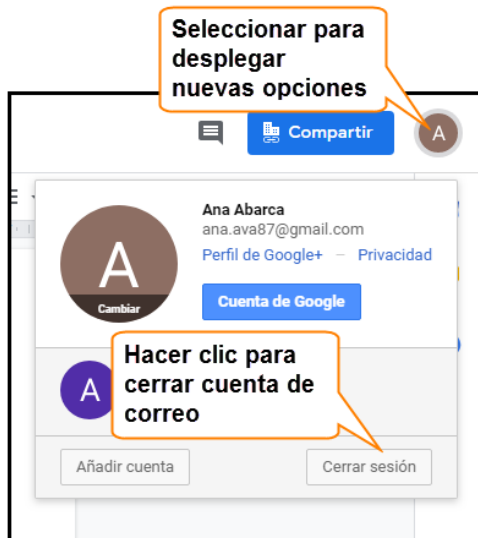 Seleccionar para
desplegar
nuevas opciones
Compartir
A
Ana Abarca
ana.ava87@gmail.com
A
Perfil de Google+ – Privacidad
Cambiar
Cuenta de Google
Hacer clic para
cerrar cuenta de
correo
A
Añadir cuenta
Cerrar sesión